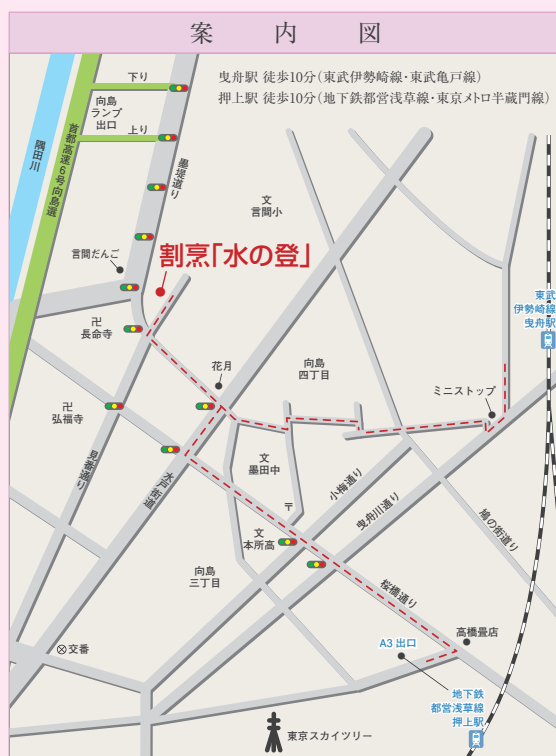 案内図
曳舟駅 徒歩10分(東武伊勢崎線・東武亀戸線)
押上駅 徒歩10分(地下鉄都営浅草線・東京メトロ半蔵門線)
下り
向島
ランプ
出口
上り
隅田川
首都高速6号向島選
墨堤道り
文
言問小
言問だんご
割烹「水の登」
東武
伊勢崎線
曳舟駅
卍
長命寺
花月
向島
四丁目
ミニストップ
卍
弘福寺
見番通り
水戸街道
文
墨田中
小梅通り
曳舟川通り
鳩の街道り
〒
文
本所高
向島
三丁目
桜橋通り
交番
A3 出口
高橋畳店
地下鉄
都営浅草線
押上駅
東京スカイツリー